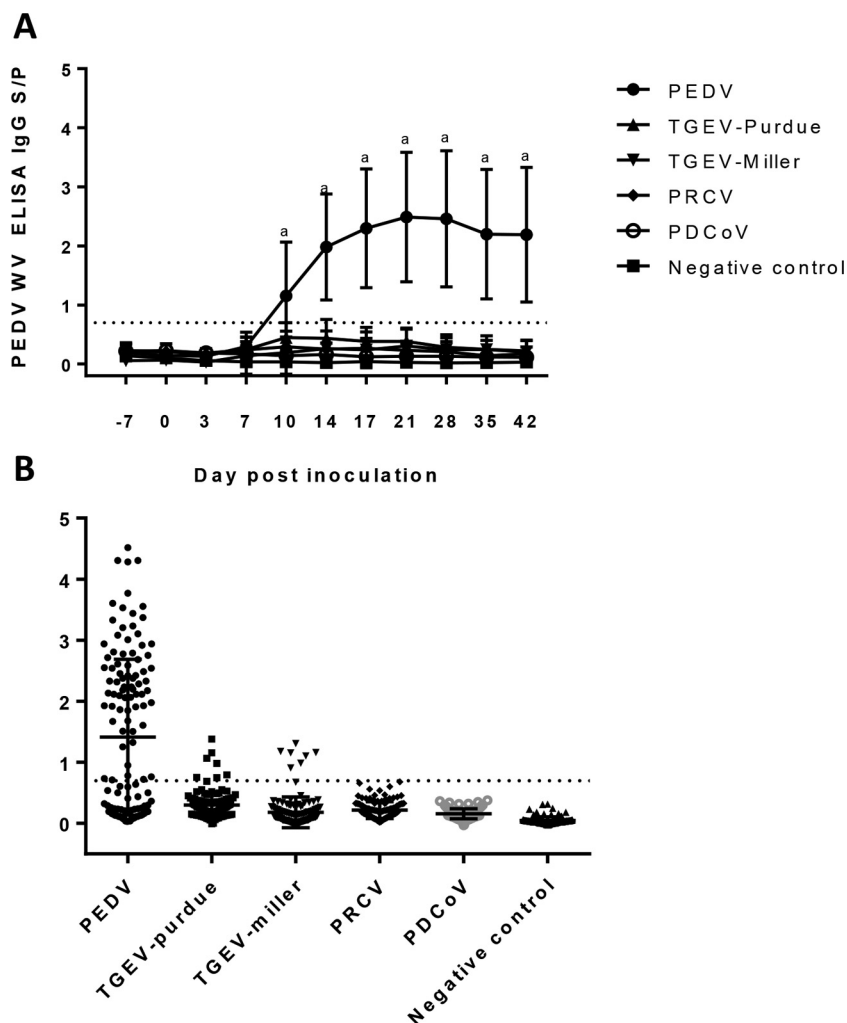 A
PEDV WV ELISA IgG S/P
5
4
3
2
1
0
a
a
a
a
a
a
a
-7 0 3 7 10 14 17 21 28 35 42
Day post inoculation
PEDV
TGEV-Purdue
TGEV-Miller
PRCV
PDCoV
Negative control
B
5
4
3
2
1
0
PEDV
TGEV-purdue
TGEV-miller
PRCV
PDCoV
Negative control